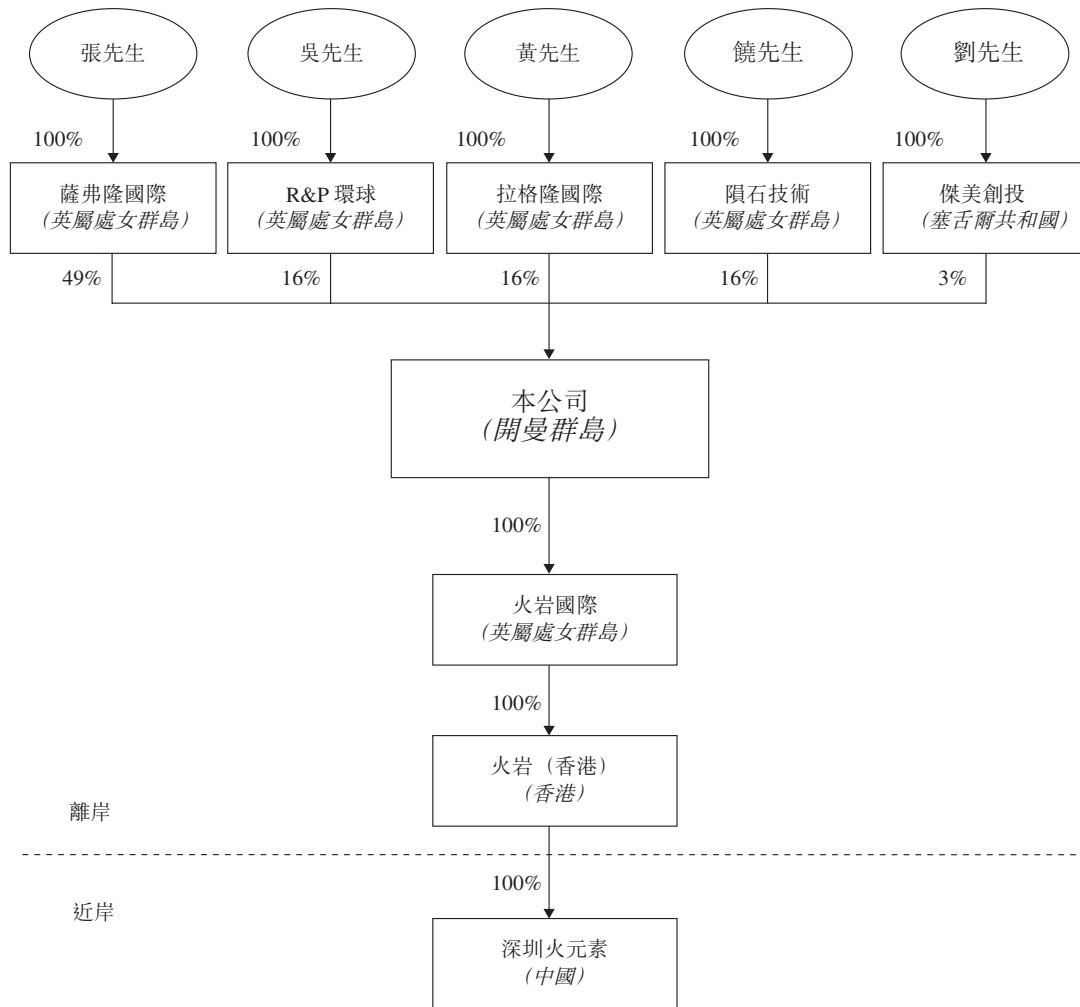 張先生
吳先生
黃先生
饒先生
劉先生
100%
100%
100%
100%
100%
薩弗隆國際
(英屬處女群島)
R&P 環球
(英屬處女群島)
拉格隆國際
(英屬處女群島)
隕石技術
(英屬處女群島)
傑美創投
(塞舌爾共和國)
49%
16%
16%
16%
3%
本公司
(開曼群島)
100%
火岩國際
(英屬處女群島)
100%
火岩（香港）
(香港)
離岸
100%
近岸
深圳火元素
(中國)